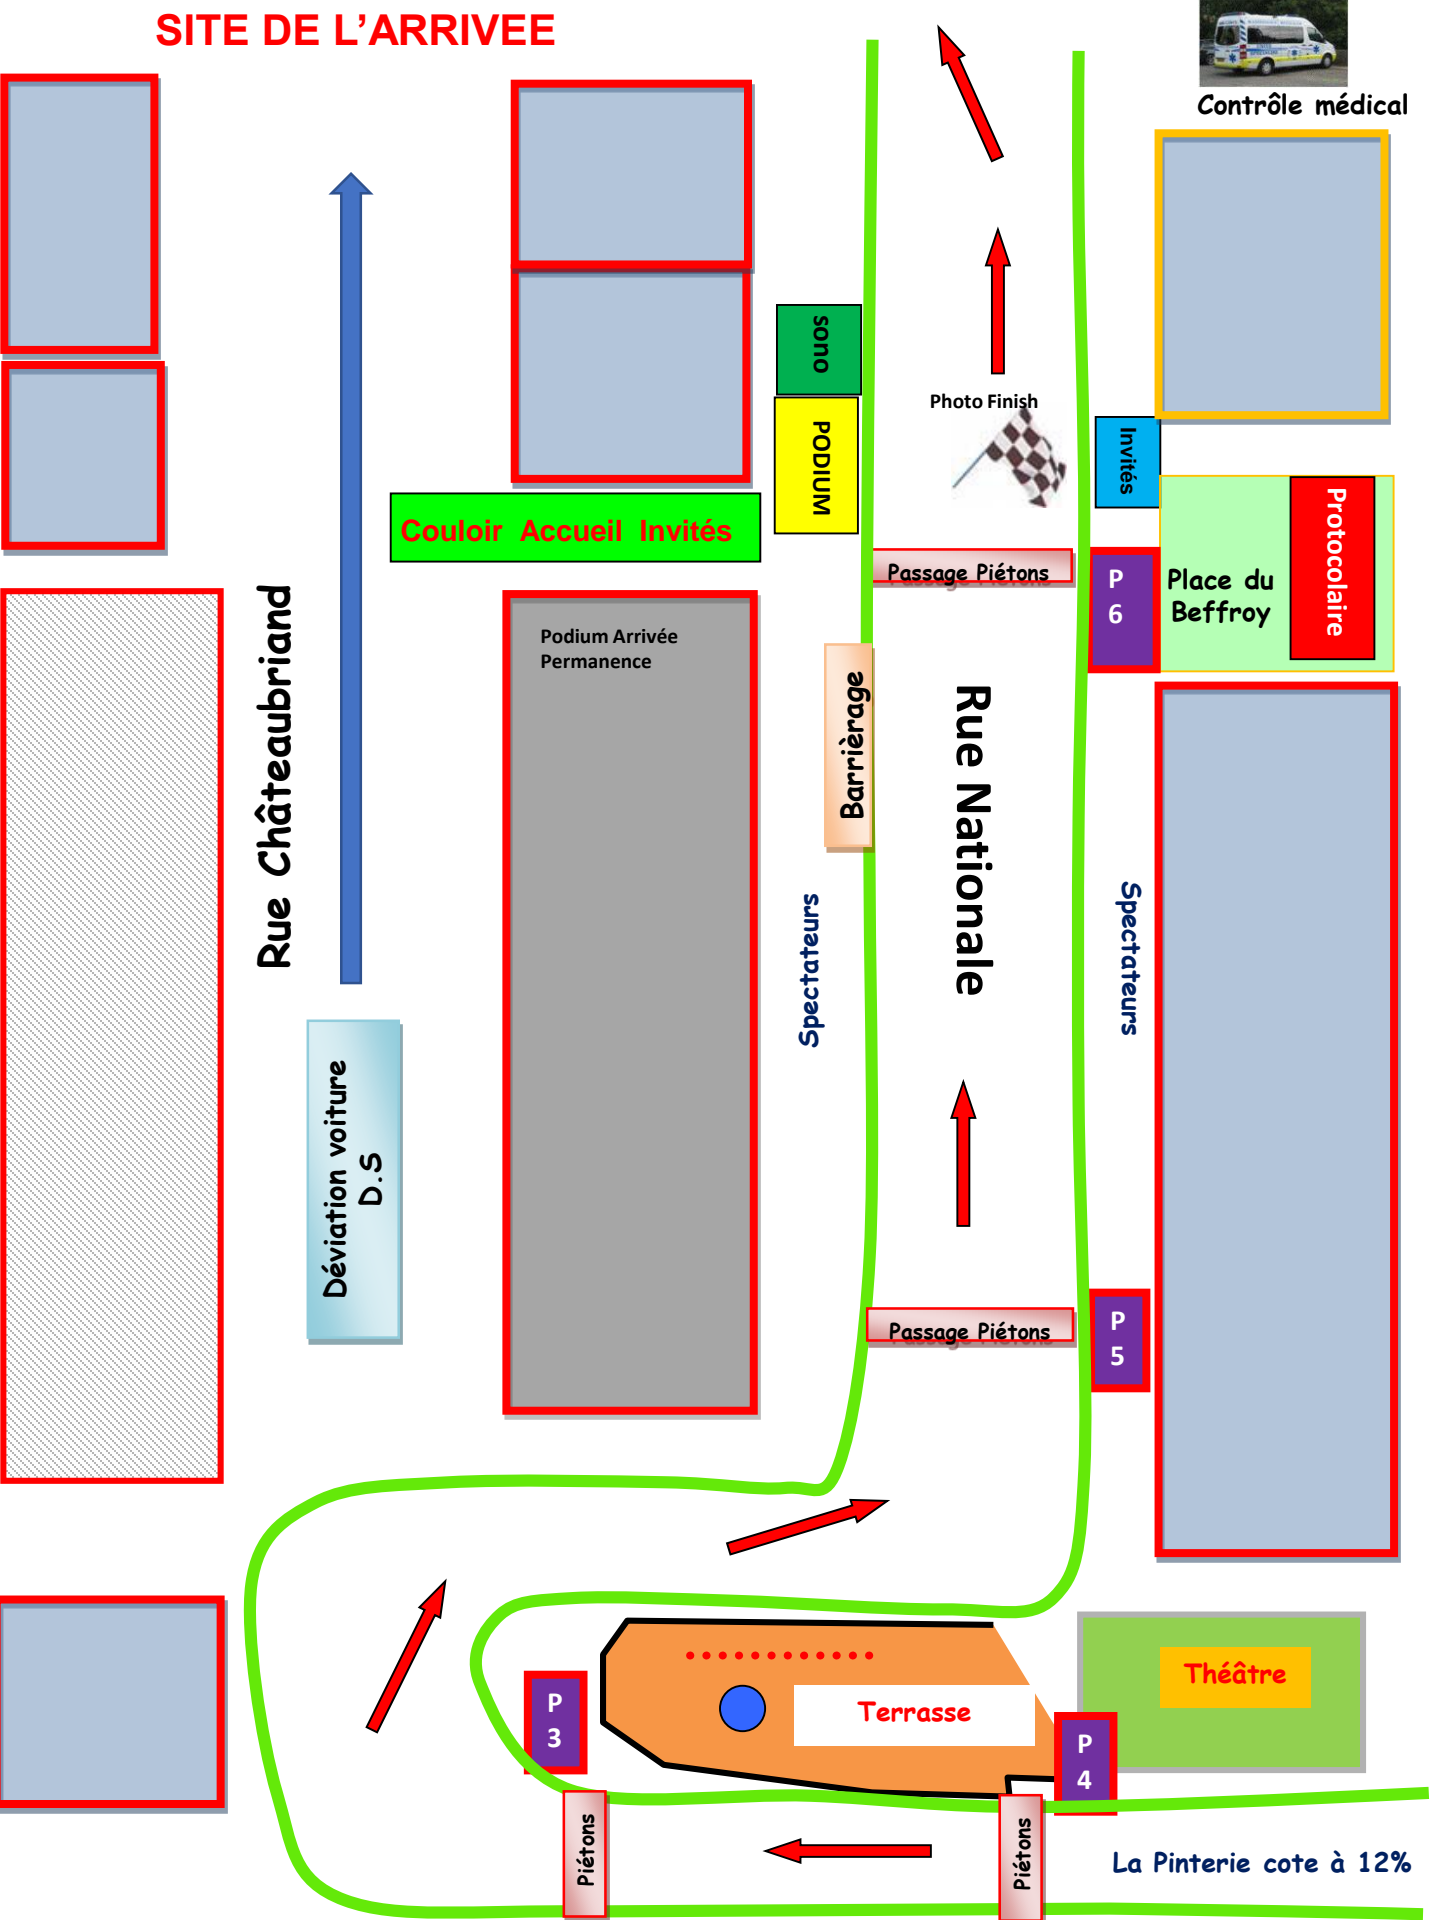 SITE DE L'ARRIVEE
Contrôle médical
sono
Photo Finish
PODIUM
Invités
Couloir Accueil Invités
Protocolaire
Passage Piétons
P
6
Place du
Beffroy
Podium Arrivée
Permanence
Rue Châteaubriand
Barrièrage
Rue Nationale
Spectateurs
Spectateurs
Déviation voiture
D.S
Passage Piétons
P
5
Théâtre
P
3
Terrasse
P
4
Piétons
Piétons
La Pinterie cote à 12%